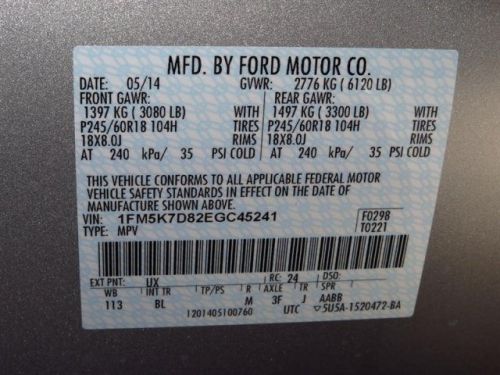 MFD. BY FORD MOTOR CO.
DATE: 05/14 GVWR: 2776 KG ( 6120 LB)
FRONT GAWR: REAR GAWR:
1397 KG ( 3080 LB) WITH 1497 KG ( 3300 LB) WITH
P245/60R18 104H TIRES P245/60R18 104H TIRES
18X8.0J RIMS 18X8.0J RIMS
AT 240 kPa/ 35 PSI COLD AT 240 kPa/ 35 PSI COLD
THIS VEHICLE CONFORMS TO ALL APPLICABLE FEDERAL MOTOR
VEHICLE SAFETY STANDARDS IN EFFECT ON THE DATE OF
MANUFACTURE SHOWN ABOVE.
VIN: 1FM5K7D82EGC45241 F0298
TYPE: MPV T0221
EXT PNT: UX RC: 24 DSO:
WB INT TR TP/PS R AXLE TR
113 BL M 3F J AABB
1201405100760 UTC 5U5A-1520472-BA